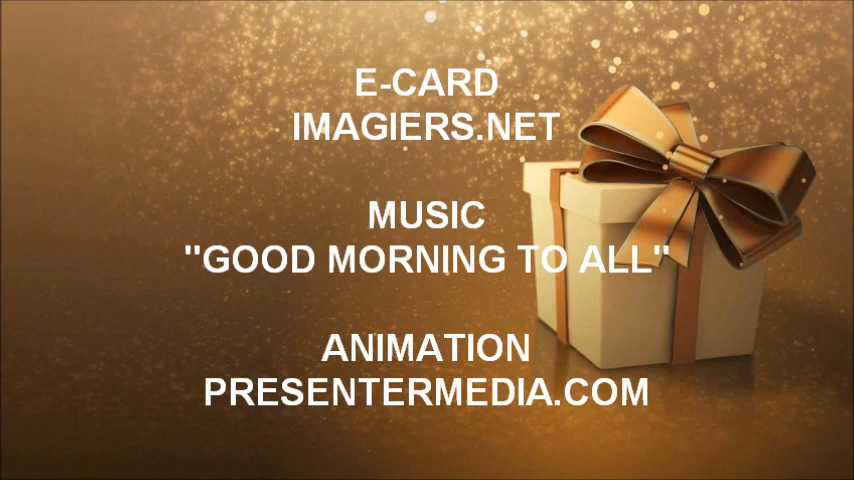 E-CARD
IMAGIERS.NET
MUSIC
"GOOD MORNING TO ALL"
ANIMATION
PRESENTERMEDIA.COM